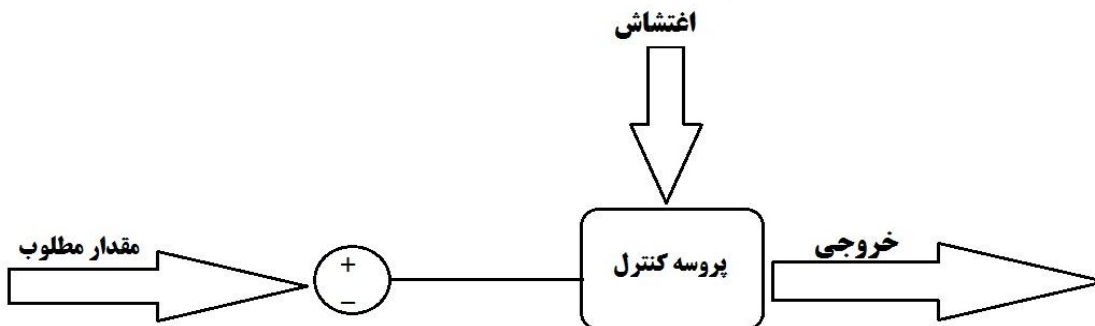 اغتشاش
مقدار مطلوب
+
−
پروسه کنترل
خروجی